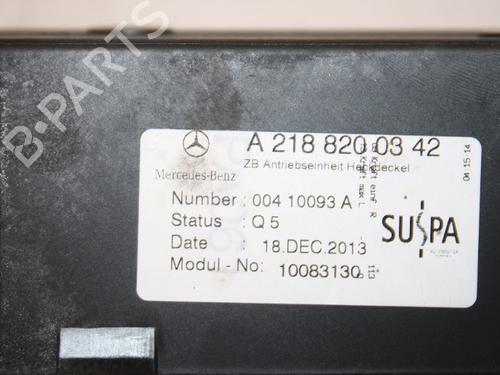 B-PARTS
A 218 820 03 42
ZB Antriebseinheit Heckdeckel
Mercedes-Benz
Number : 004 10093 A
Status : Q 5
Date : 18.DEC.2013
Modul - No: 10083130
113
SUSPA
04 15 14